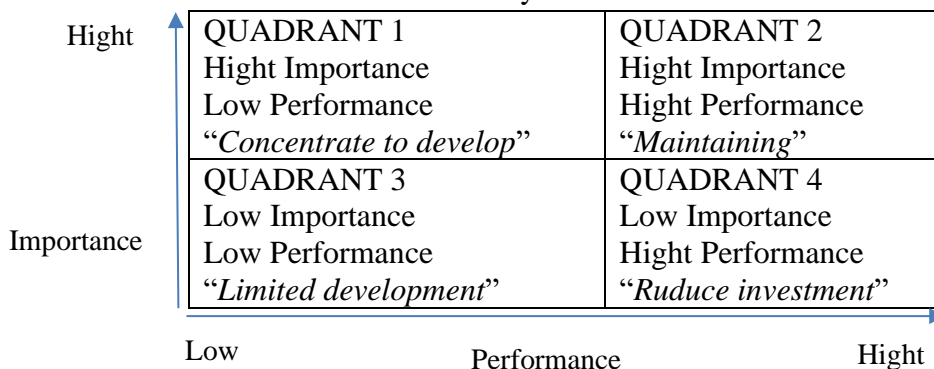 Hight
QUADRANT 1
Hight Importance
Low Performance
“Concentrate to develop”
QUADRANT 2
Hight Importance
Hight Performance
“Maintaining”
Importance
QUADRANT 3
Low Importance
Low Performance
“Limited development”
QUADRANT 4
Low Importance
Hight Performance
“Ruduce investment”
Low
Performance
Hight